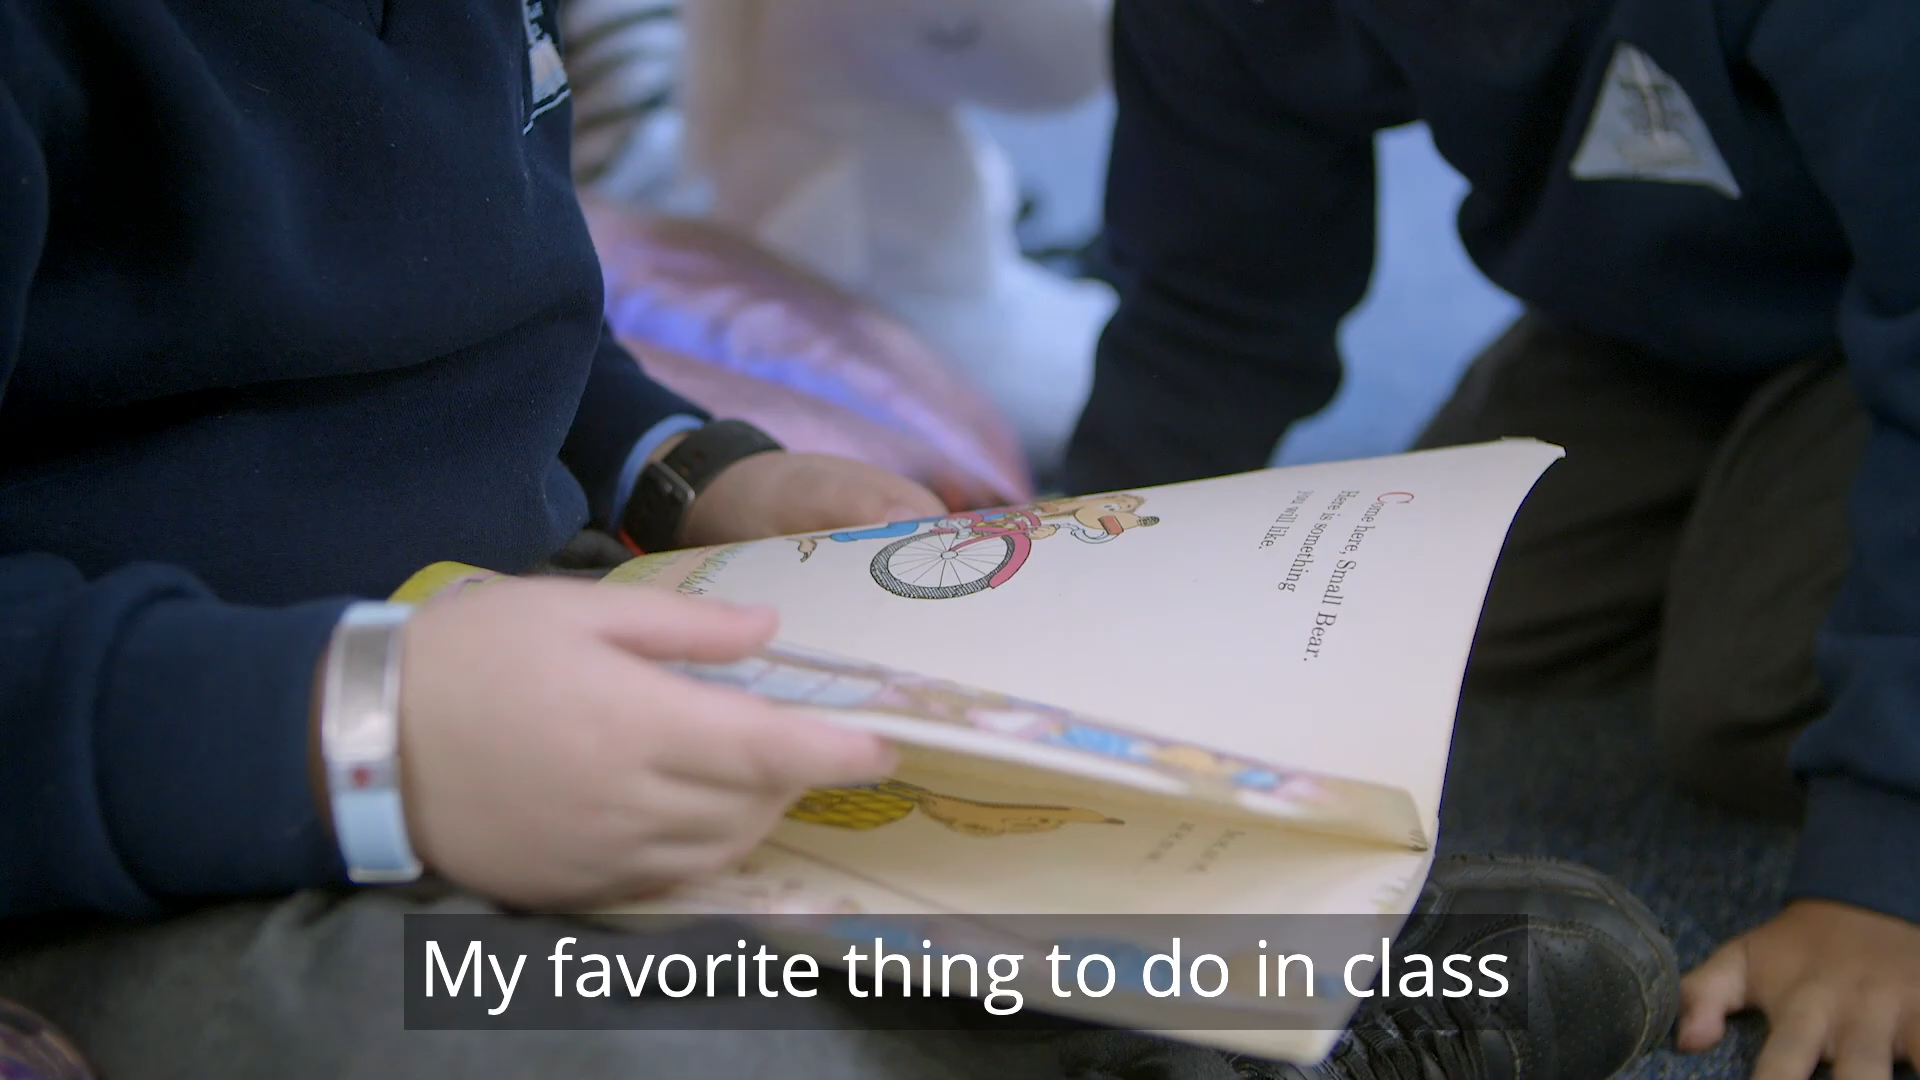 Come here, Small Bear.
Here is something
you will like.
My favorite thing to do in class